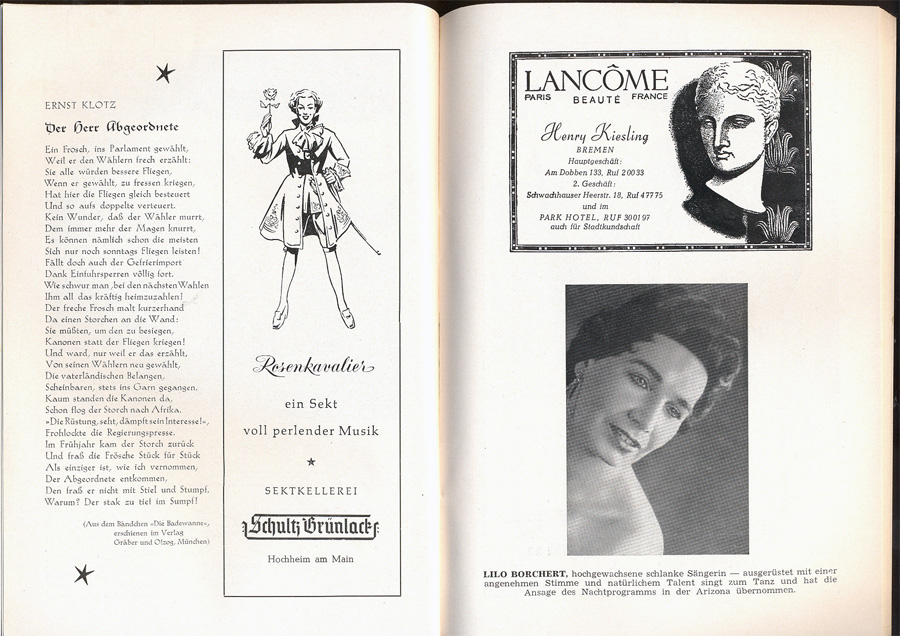 ERNST KLOTZ
Der Herr Abgeordnete
Ein Frosch, ins Parlament gewählt,
Weil er den Wählern frech erzählt:
Sie alle würden bessere Fliegen,
Wenn er gewählt, zu fressen kriegen,
Hat hier die Fliegen gleich besteuert
Und so aufs doppelte verteuert.
Kein Wunder, daß der Wähler murrt,
Dem immer mehr der Magen knurrt,
Es können nämlich schon die meisten
Sich nur noch sonntags Fliegen leisten!
Fällt doch auch der Gefrierimport
Dank Einfuhrsperren völlig fort.
Wie schwur man, bei den nächsten Wahlen
Ihm all das kräftig heimzuzahlen!
Der freche Frosch malt kurzerhand
Da einen Storchen an die Wand:
Sie müßten, um den zu besiegen,
Kanonen statt der Fliegen kriegen!
Und ward, nur weil er das erzählt,
Von seinen Wählern neu gewählt,
Die vaterländischen Belangen,
Scheinbaren, stets ins Garn gegangen.
Kaum standen die Kanonen da,
Schon flog der Storch nach Afrika.
»Die Rüstung, seht, dämpft sein Interesse!«,
Frohlockte die Regierungspresse.
Im Frühjahr kam der Storch zurück
Und fraß die Frösche Stück für Stück
Als einziger ist, wie ich vernommen,
Der Abgeordnete entkommen,
Den fraß er nicht mit Stiel und Stumpf.
Warum? Der stak zu tief im Sumpf!
(Aus dem Bändchen »Die Badewanne«,
erschienen im Verlag
Gräber und Ofzog, München)
Rosenkavalier
ein Sekt
voll perlender Musik
SEKTKELLEREI
Schultz Grünlack
Hochheim am Main
LANCÔME
PARIS BEAUTÉ FRANCE
Henry Kiesling
BREMEN
Hauptgeschäft:
Am Dobben 133, Ruf 2 00 33
2. Geschäft:
Schwachhauser Heerstr. 18, Ruf 4 77 75
und im
PARK HOTEL, RUF 30 01 97
auch für Stadtkundschaft
LILO BORCHERT, hochgewachsene schlanke Sängerin — ausgerüstet mit einer
angenehmen Stimme und natürlichem Talent singt zum Tanz und hat die
Ansage des Nachtprogramms in der Arizona übernommen.